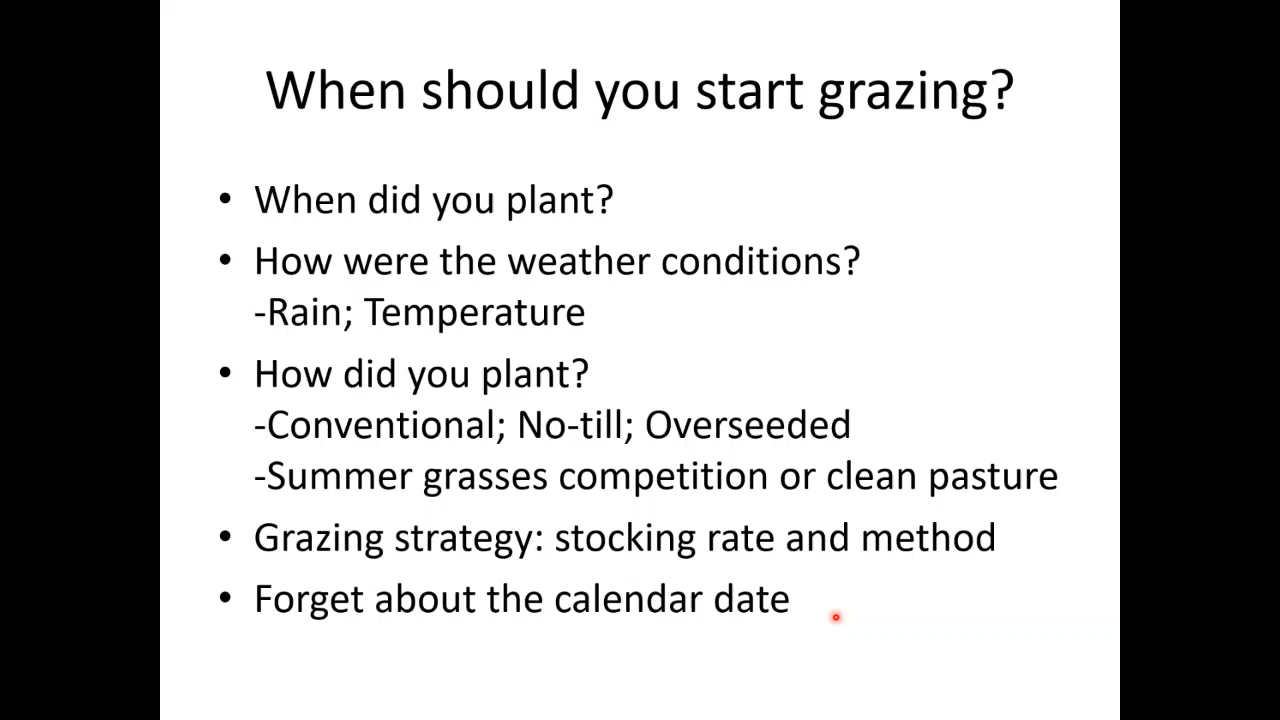 When should you start grazing?
• When did you plant?
• How were the weather conditions?
-Rain; Temperature
• How did you plant?
-Conventional; No-till; Overseeded
-Summer grasses competition or clean pasture
• Grazing strategy: stocking rate and method
• Forget about the calendar date